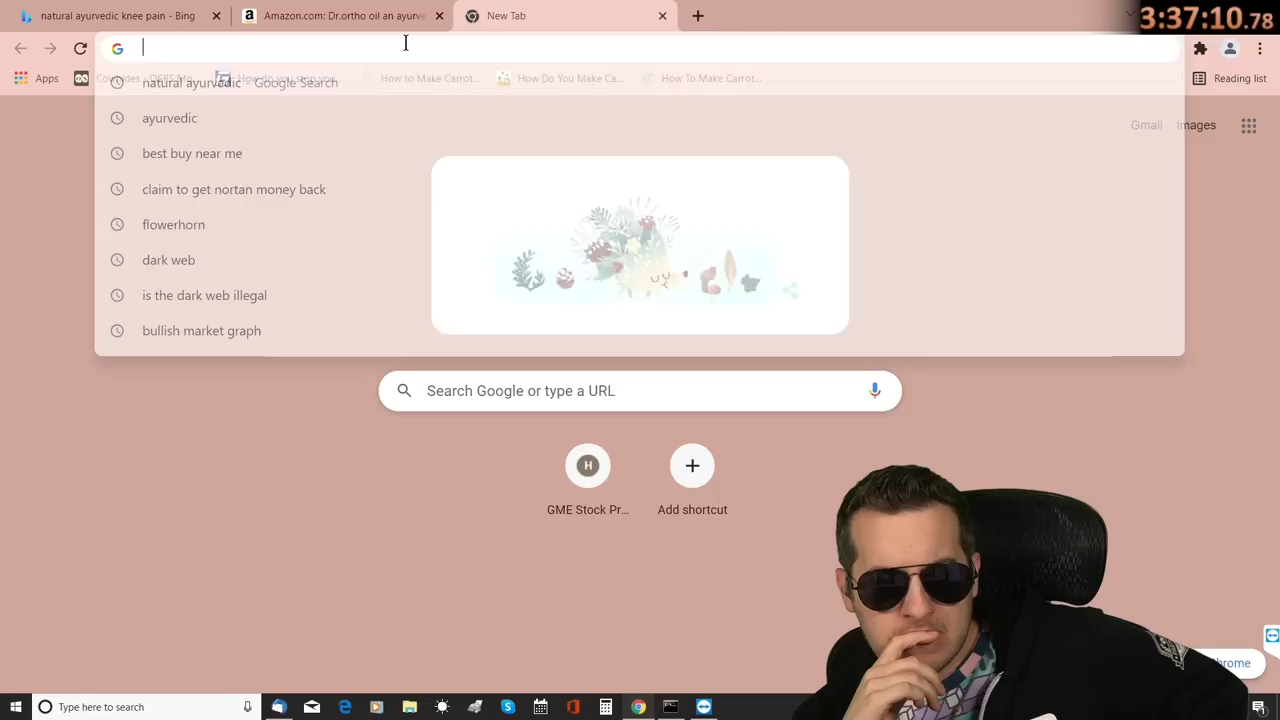 natural ayurvedic knee pain - Bing
Amazon.com: Dr.ortho oil an ayurve
New Tab
3:37:10.78
Apps
How to Make Carrot...
How Do You Make Ca...
How To Make Carrot...
Reading list
natural ayurvedic - Google Search
ayurvedic
Gmail
Images
best buy near me
claim to get nortan money back
flowerhorn
dark web
is the dark web illegal
bullish market graph
Search Google or type a URL
H
GME Stock Pr...
Add shortcut
hrome
Type here to search